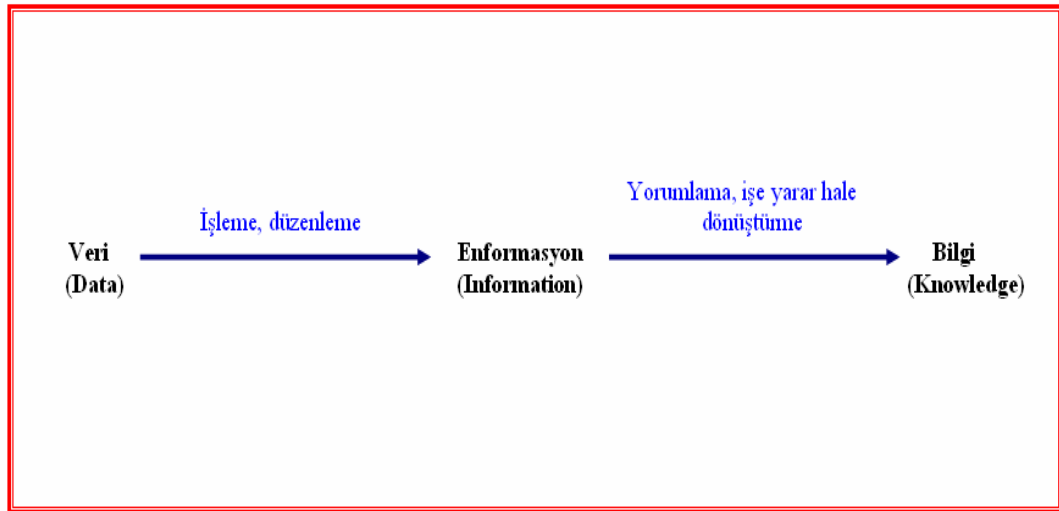 Yorumlama, işe yarar hale
dönüştürme
İşleme, düzenleme
Veri
(Data)
Enformasyon
(Information)
Bilgi
(Knowledge)